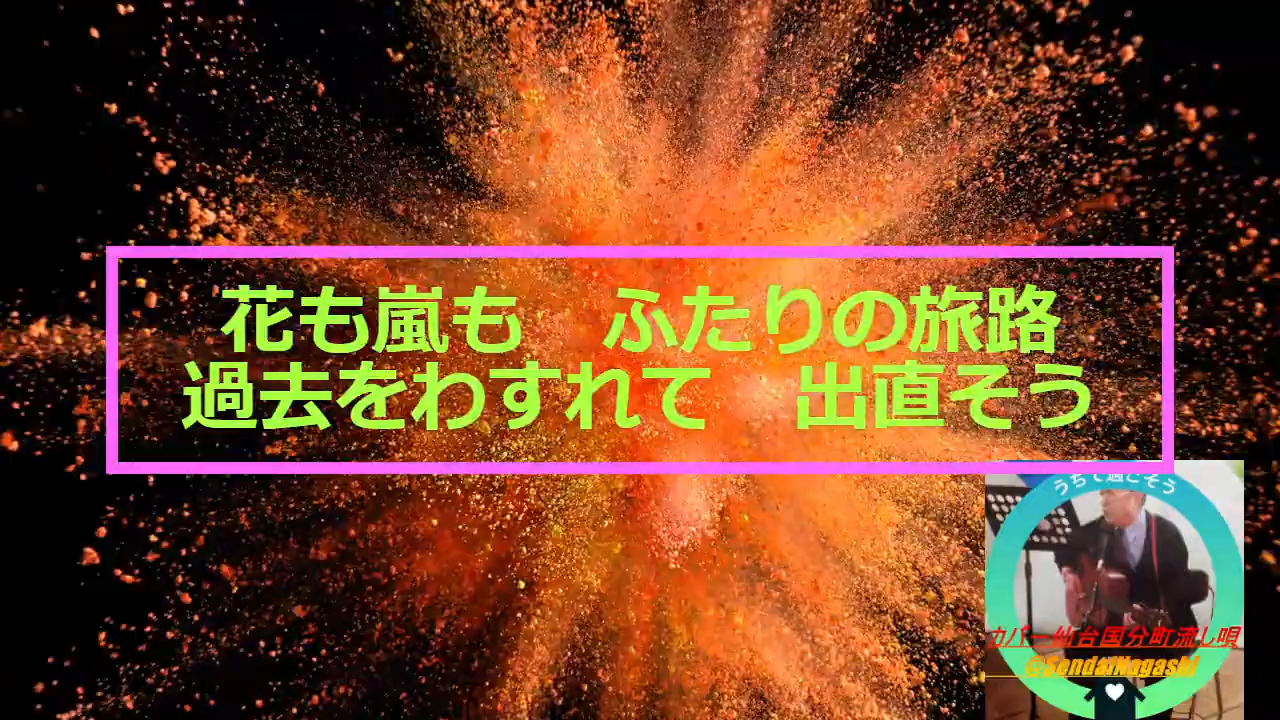 花も嵐も　ふたりの旅路
過去をわすれて　出直そう
うちで過ごそう
カバー仙台国分町流し唄
@SendaiNagashi